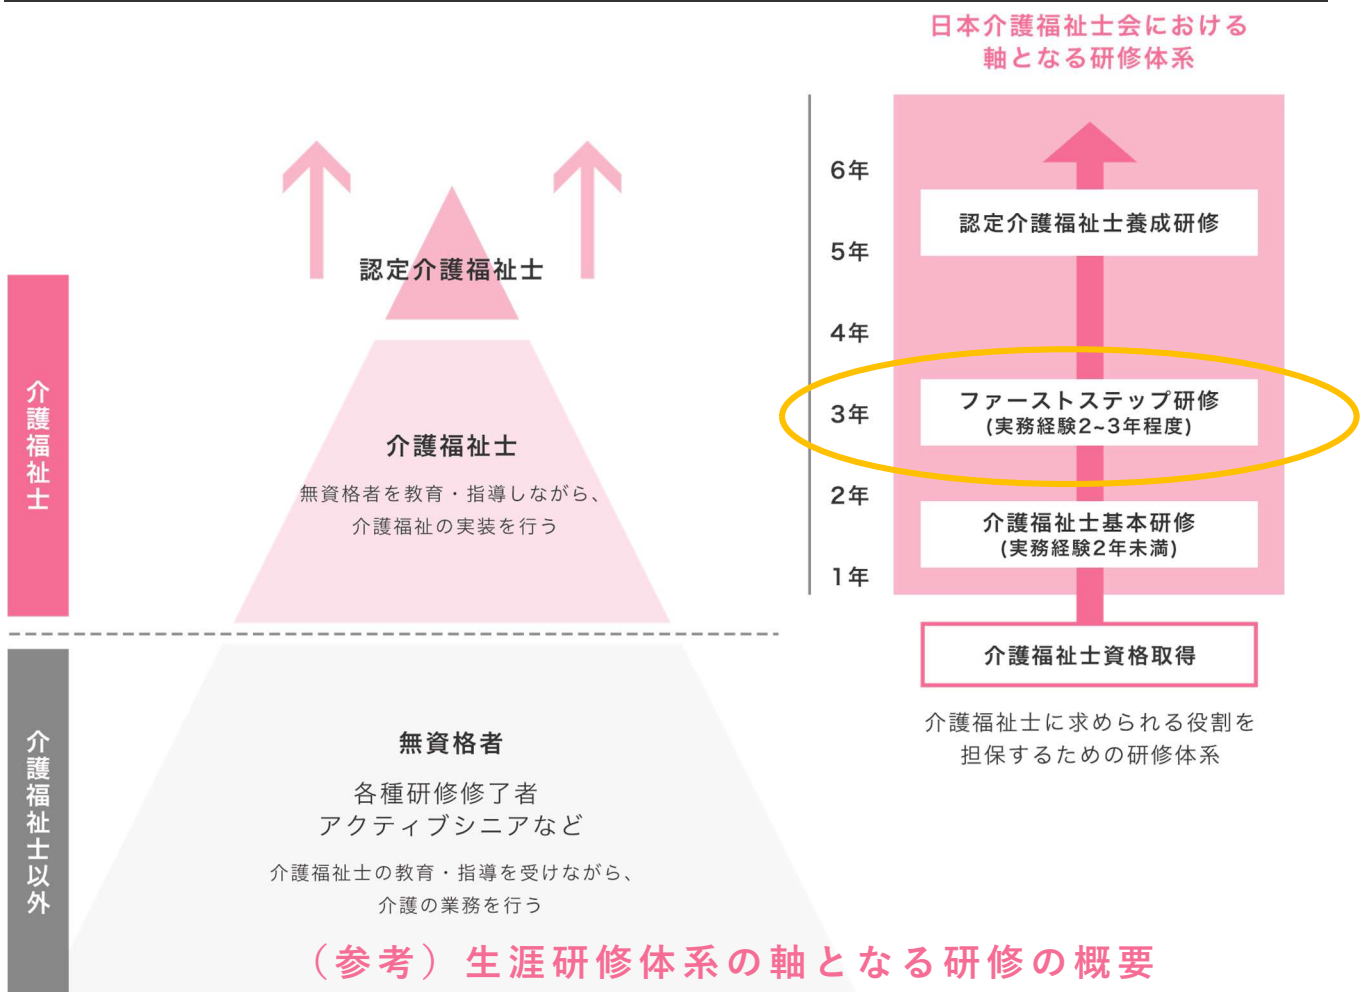 日本介護福祉士会における
軸となる研修体系
6年
認定介護福祉士養成研修
5年
4年
ファーストステップ研修
3年
(実務経験2~3年程度)
2年
介護福祉士基本研修
(実務経験2年未満)
1年
介護福祉士資格取得
介護福祉士に求められる役割を
担保するための研修体系
認定介護福祉士
介護福祉士
介護福祉士
無資格者を教育・指導しながら、
介護福祉の実装を行う
介護福祉士以外
無資格者
各種研修修了者
アクティブシニアなど
介護福祉士の教育・指導を受けながら、
介護の業務を行う
（参考）生涯研修体系の軸となる研修の概要